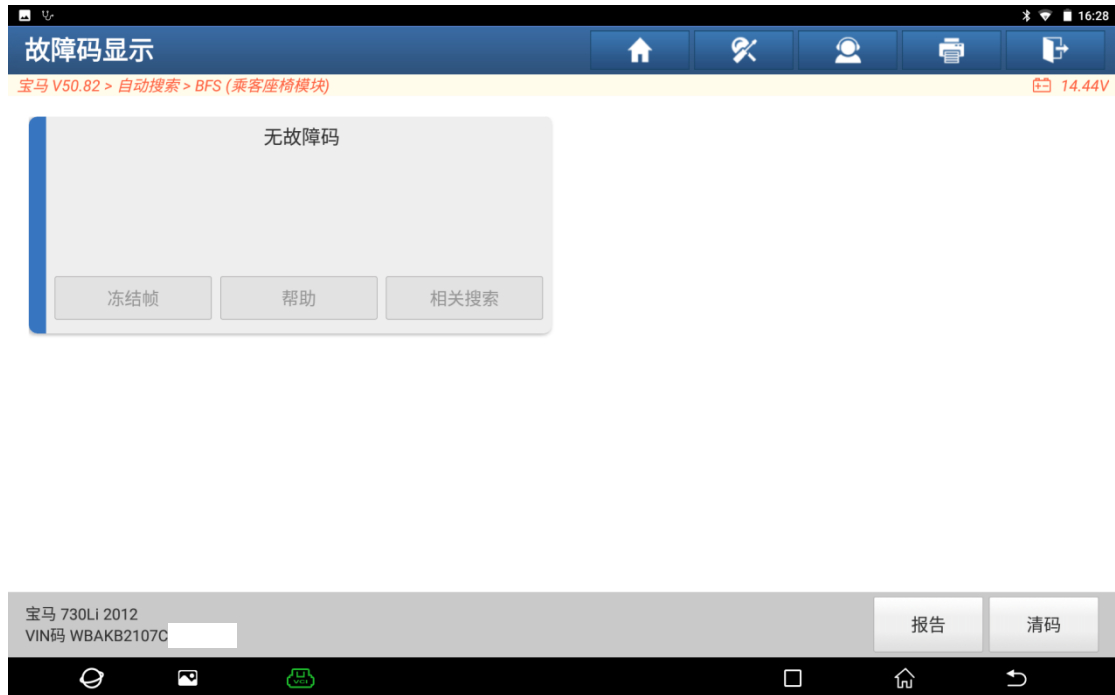 16:28
故障码显示
宝马 V50.82 > 自动搜索 > BFS (乘客座椅模块)
14.44V
无故障码
冻结帧
帮助
相关搜索
宝马 730Li 2012
VIN码 WBAKB2107C
报告
清码
VCI